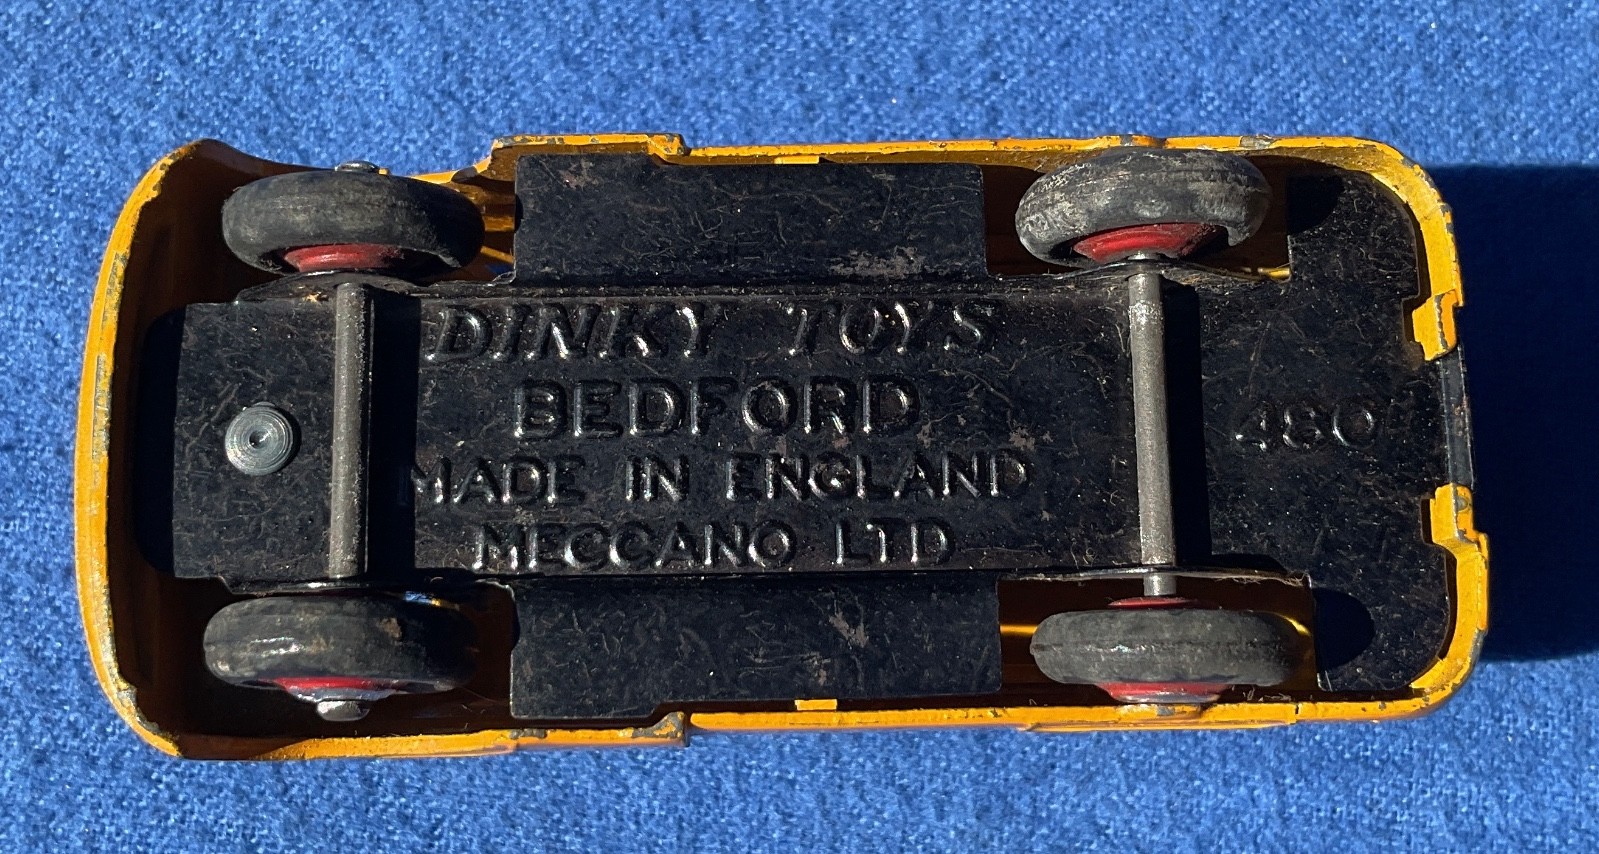 DINKY TOYS
BEDFORD
MADE IN ENGLAND
MECCANO LTD
480